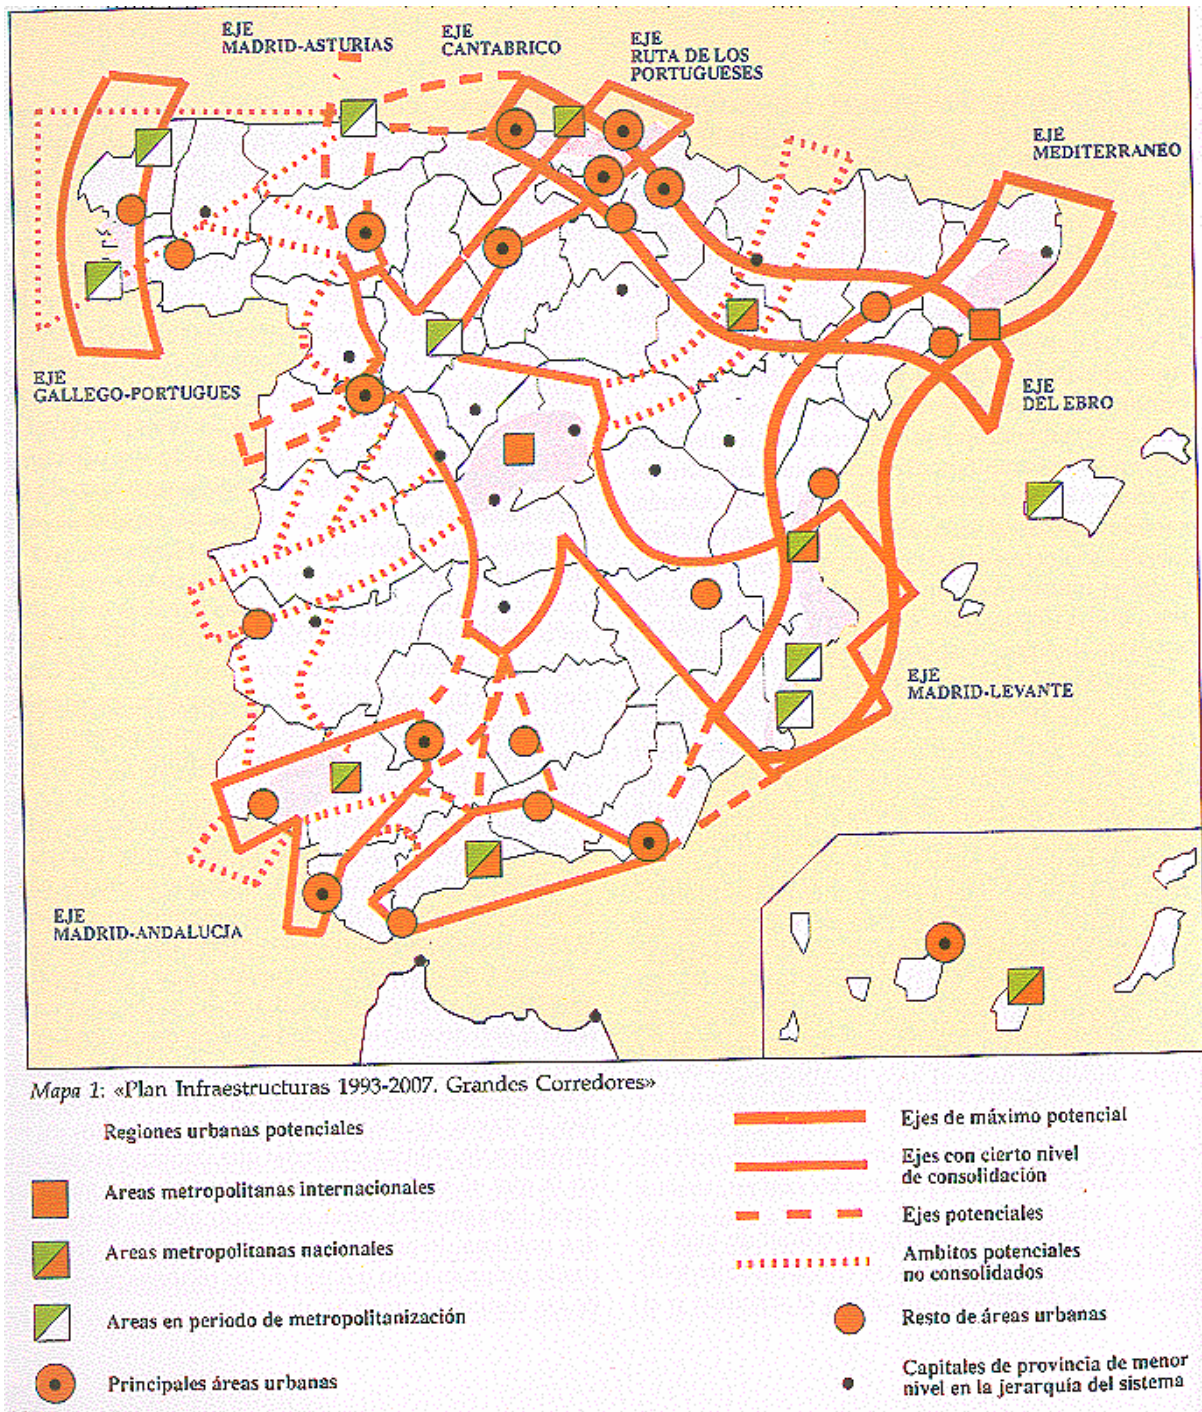 EJE
MADRID-ASTURIAS
EJE
CANTABRICO
EJE
RUTA DE LOS
PORTUGUESES
EJE
MEDITERRANEO
EJE
GALLEGO-PORTUGUES
EJE
DEL EBRO
EJE
MADRID-LEVANTE
EJE
MADRID-ANDALUCIA
Mapa 1: «Plan Infraestructuras 1993-2007. Grandes Corredores»
Regiones urbanas potenciales
Areas metropolitanas internacionales
Areas metropolitanas nacionales
Areas en periodo de metropolitanización
Principales áreas urbanas
Ejes de máximo potencial
Ejes con cierto nivel
de consolidación
Ejes potenciales
Ambitos potenciales
no consolidados
Resto de áreas urbanas
Capitales de provincia de menor
nivel en la jerarquía del sistema